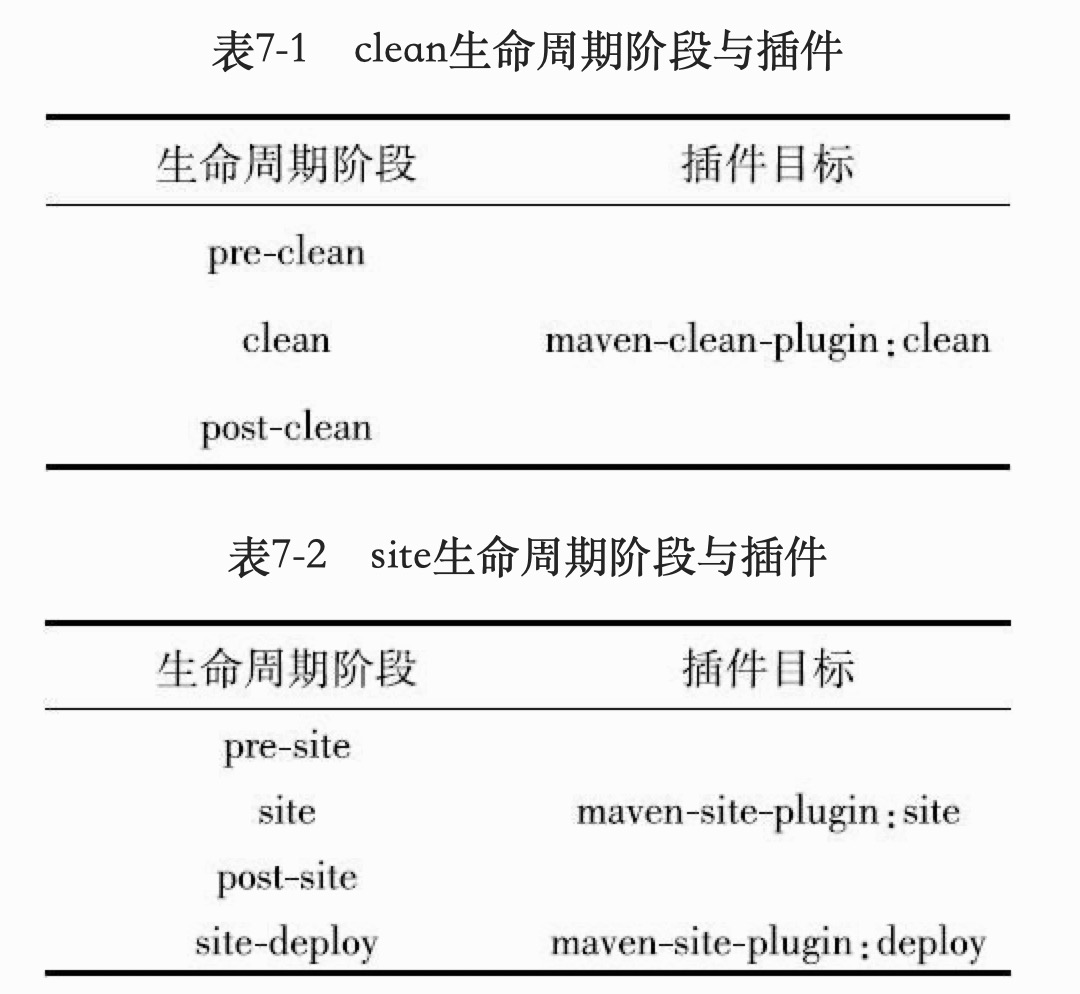 表7-1 clean生命周期阶段与插件
生命周期阶段 插件目标
pre-clean
clean maven-clean-plugin:clean
post-clean
表7-2 site生命周期阶段与插件
生命周期阶段 插件目标
pre-site
site maven-site-plugin:site
post-site
site-deploy maven-site-plugin:deploy